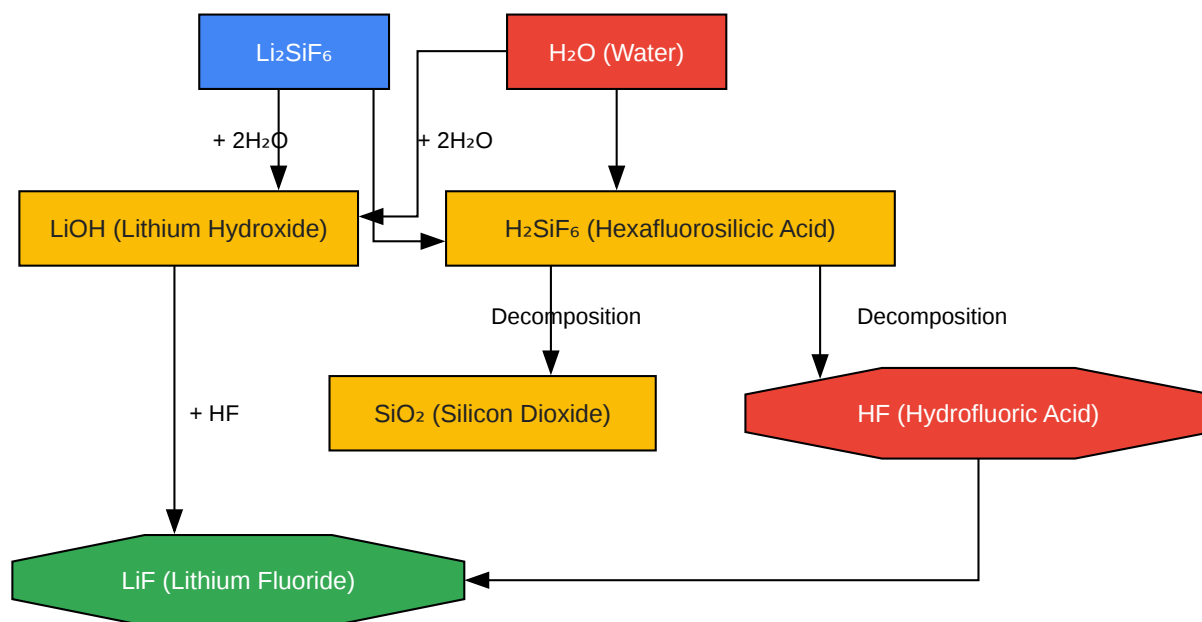 Li₂SiF₆
H₂O (Water)
+ 2H₂O
+ 2H₂O
LiOH (Lithium Hydroxide)
H₂SiF₆ (Hexafluorosilicic Acid)
Decomposition
Decomposition
SiO₂ (Silicon Dioxide)
HF (Hydrofluoric Acid)
+ HF
LiF (Lithium Fluoride)